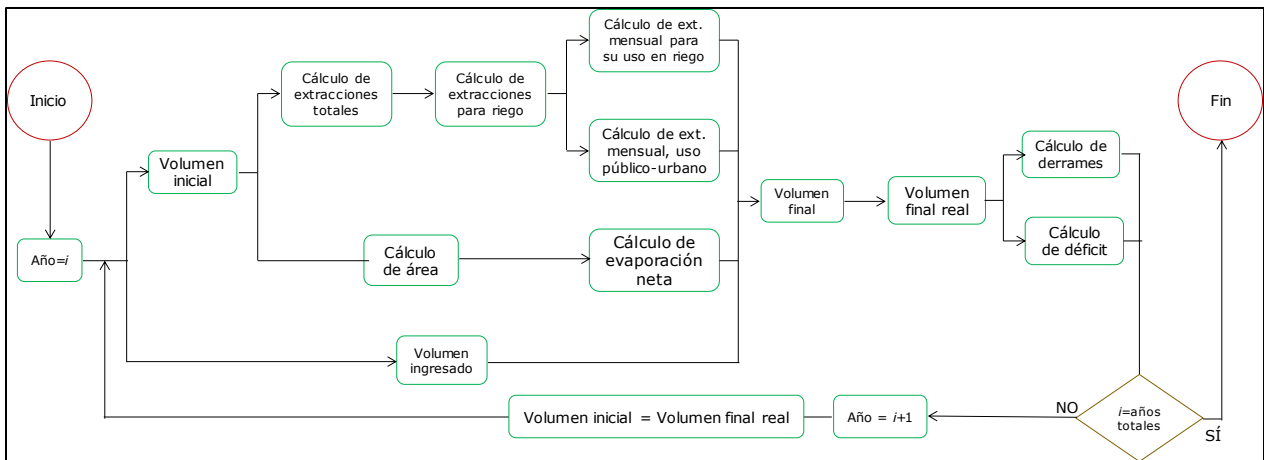 Inicio
Año=i
Volumen
inicial
Cálculo de
extracciones
totales
Cálculo de
extracciones
para riego
Cálculo de ext.
mensual para
su uso en riego
Cálculo de ext.
mensual, uso
público-urbano
Cálculo
de área
Cálculo de
evaporación
neta
Volumen
ingresado
Volumen
final
Volumen
final real
Cálculo de
derrames
Cálculo
de déficit
i=años
totales
NO
SÍ
Año = i+1
Volumen inicial = Volumen final real
Fin